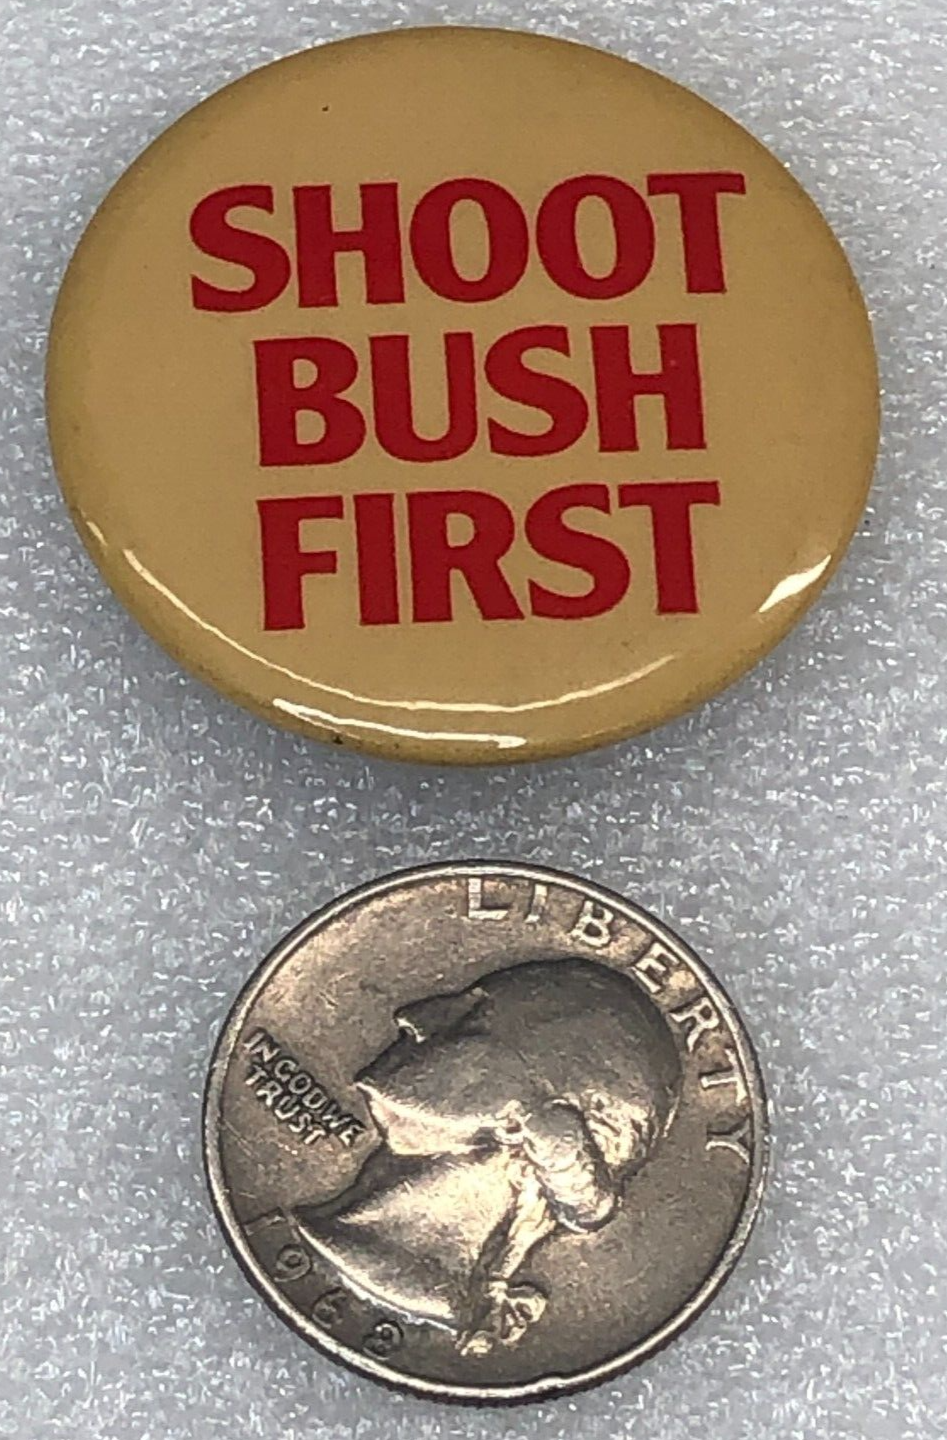 SHOOT
BUSH
FIRST
LIBERTY
IN GOD WE
TRUST
1968